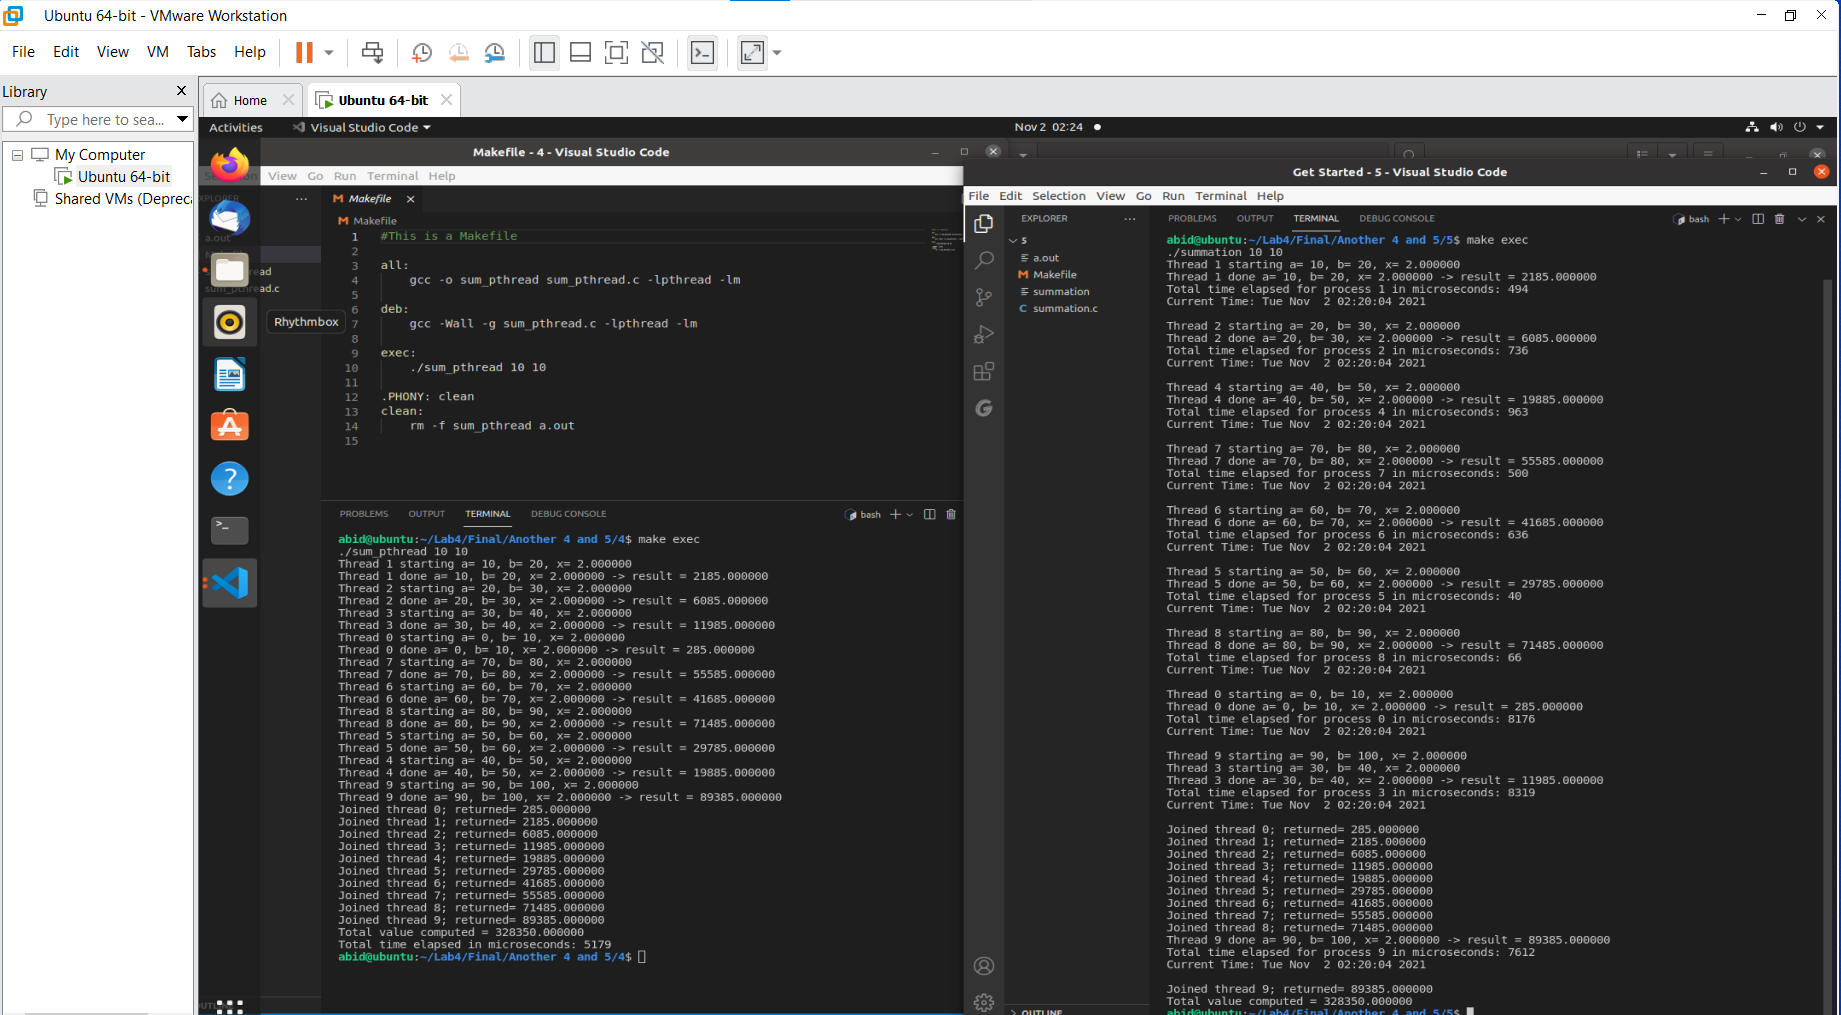 Ubuntu 64-bit - VMware Workstation
File Edit View VM Tabs Help
Library
Type here to sea...
My Computer
Ubuntu 64-bit
Shared VMs (Depreca
Home
Ubuntu 64-bit
Activities
Visual Studio Code
Nov 2 02:24
Makefile - 4 - Visual Studio Code
View Go Run Terminal Help
a.out
sum_pthread.c
Rhythmbox
Makefile
Makefile
1 #This is a Makefile
2
3 all:
4 gcc -o sum_pthread sum_pthread.c -lpthread -lm
5
6 deb:
7 gcc -Wall -g sum_pthread.c -lpthread -lm
8
9 exec:
10 ./sum_pthread 10 10
11
12 .PHONY: clean
13 clean:
14 rm -f sum_pthread a.out
15
PROBLEMS OUTPUT TERMINAL DEBUG CONSOLE
bash
abid@ubuntu:~/Lab4/Final/Another 4 and 5/4$ make exec
./sum_pthread 10 10
Thread 1 starting a= 10, b= 20, x= 2.000000
Thread 1 done a= 10, b= 20, x= 2.000000 -> result = 2185.000000
Thread 2 starting a= 20, b= 30, x= 2.000000
Thread 2 done a= 20, b= 30, x= 2.000000 -> result = 6085.000000
Thread 3 starting a= 30, b= 40, x= 2.000000
Thread 3 done a= 30, b= 40, x= 2.000000 -> result = 11985.000000
Thread 0 starting a= 0, b= 10, x= 2.000000
Thread 0 done a= 0, b= 10, x= 2.000000 -> result = 285.000000
Thread 7 starting a= 70, b= 80, x= 2.000000
Thread 7 done a= 70, b= 80, x= 2.000000 -> result = 55585.000000
Thread 6 starting a= 60, b= 70, x= 2.000000
Thread 6 done a= 60, b= 70, x= 2.000000 -> result = 41685.000000
Thread 8 starting a= 80, b= 90, x= 2.000000
Thread 8 done a= 80, b= 90, x= 2.000000 -> result = 71485.000000
Thread 5 starting a= 50, b= 60, x= 2.000000
Thread 5 done a= 50, b= 60, x= 2.000000 -> result = 29785.000000
Thread 4 starting a= 40, b= 50, x= 2.000000
Thread 4 done a= 40, b= 50, x= 2.000000 -> result = 19885.000000
Thread 9 starting a= 90, b= 100, x= 2.000000
Thread 9 done a= 90, b= 100, x= 2.000000 -> result = 89385.000000
Joined thread 0; returned= 285.000000
Joined thread 1; returned= 2185.000000
Joined thread 2; returned= 6085.000000
Joined thread 3; returned= 11985.000000
Joined thread 4; returned= 19885.000000
Joined thread 5; returned= 29785.000000
Joined thread 6; returned= 41685.000000
Joined thread 7; returned= 55585.000000
Joined thread 8; returned= 71485.000000
Joined thread 9; returned= 89385.000000
Total value computed = 328350.000000
Total time elapsed in microseconds: 5179
abid@ubuntu:~/Lab4/Final/Another 4 and 5/4$
Get Started - 5 - Visual Studio Code
File Edit Selection View Go Run Terminal Help
EXPLORER
5
a.out
Makefile
summation
summation.c
OUTLINE
PROBLEMS OUTPUT TERMINAL DEBUG CONSOLE
bash
abid@ubuntu:~/Lab4/Final/Another 4 and 5/5$ make exec
./summation 10 10
Thread 1 starting a= 10, b= 20, x= 2.000000
Thread 1 done a= 10, b= 20, x= 2.000000 -> result = 2185.000000
Total time elapsed for process 1 in microseconds: 494
Current Time: Tue Nov  2 02:20:04 2021
Thread 2 starting a= 20, b= 30, x= 2.000000
Thread 2 done a= 20, b= 30, x= 2.000000 -> result = 6085.000000
Total time elapsed for process 2 in microseconds: 736
Current Time: Tue Nov  2 02:20:04 2021
Thread 4 starting a= 40, b= 50, x= 2.000000
Thread 4 done a= 40, b= 50, x= 2.000000 -> result = 19885.000000
Total time elapsed for process 4 in microseconds: 963
Current Time: Tue Nov  2 02:20:04 2021
Thread 7 starting a= 70, b= 80, x= 2.000000
Thread 7 done a= 70, b= 80, x= 2.000000 -> result = 55585.000000
Total time elapsed for process 7 in microseconds: 500
Current Time: Tue Nov  2 02:20:04 2021
Thread 6 starting a= 60, b= 70, x= 2.000000
Thread 6 done a= 60, b= 70, x= 2.000000 -> result = 41685.000000
Total time elapsed for process 6 in microseconds: 636
Current Time: Tue Nov  2 02:20:04 2021
Thread 5 starting a= 50, b= 60, x= 2.000000
Thread 5 done a= 50, b= 60, x= 2.000000 -> result = 29785.000000
Total time elapsed for process 5 in microseconds: 40
Current Time: Tue Nov  2 02:20:04 2021
Thread 8 starting a= 80, b= 90, x= 2.000000
Thread 8 done a= 80, b= 90, x= 2.000000 -> result = 71485.000000
Total time elapsed for process 8 in microseconds: 66
Current Time: Tue Nov  2 02:20:04 2021
Thread 0 starting a= 0, b= 10, x= 2.000000
Thread 0 done a= 0, b= 10, x= 2.000000 -> result = 285.000000
Total time elapsed for process 0 in microseconds: 8176
Current Time: Tue Nov  2 02:20:04 2021
Thread 9 starting a= 90, b= 100, x= 2.000000
Thread 3 starting a= 30, b= 40, x= 2.000000
Thread 3 done a= 30, b= 40, x= 2.000000 -> result = 11985.000000
Total time elapsed for process 3 in microseconds: 8319
Current Time: Tue Nov  2 02:20:04 2021
Joined thread 0; returned= 285.000000
Joined thread 1; returned= 2185.000000
Joined thread 2; returned= 6085.000000
Joined thread 3; returned= 11985.000000
Joined thread 4; returned= 19885.000000
Joined thread 5; returned= 29785.000000
Joined thread 6; returned= 41685.000000
Joined thread 7; returned= 55585.000000
Joined thread 8; returned= 71485.000000
Thread 9 done a= 90, b= 100, x= 2.000000 -> result = 89385.000000
Total time elapsed for process 9 in microseconds: 7612
Current Time: Tue Nov  2 02:20:04 2021
Joined thread 9; returned= 89385.000000
Total value computed = 328350.000000
abid@ubuntu:~/Lab4/Final/Another 4 and 5/5$